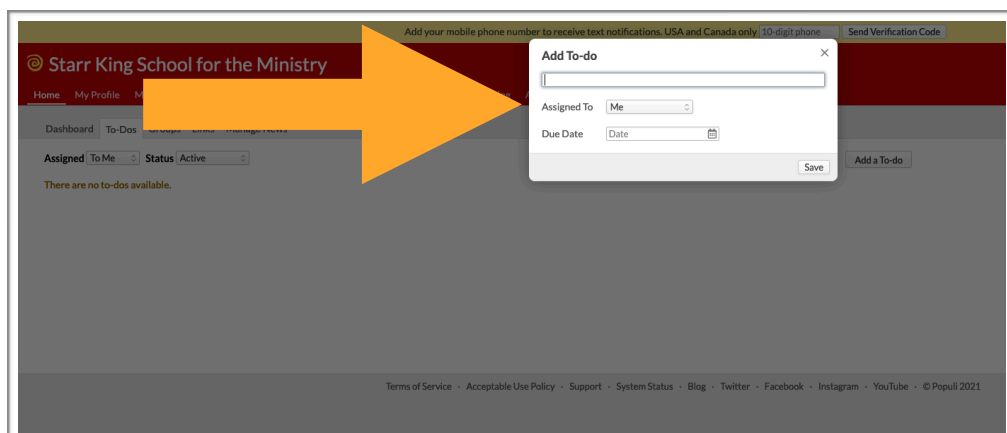 Add your mobile phone number to receive text notifications. USA and Canada only 10-digit phone Send Verification Code
Starr King School for the Ministry
Home My Profile
Dashboard To-Dos Groups Links Manage News
Assigned To Me Status Active
There are no to-dos available.
Add To-do ×
Assigned To Me
Due Date Date
Save
Add a To-do
Terms of Service - Acceptable Use Policy - Support - System Status - Blog - Twitter - Facebook - Instagram - YouTube - © Populi 2021